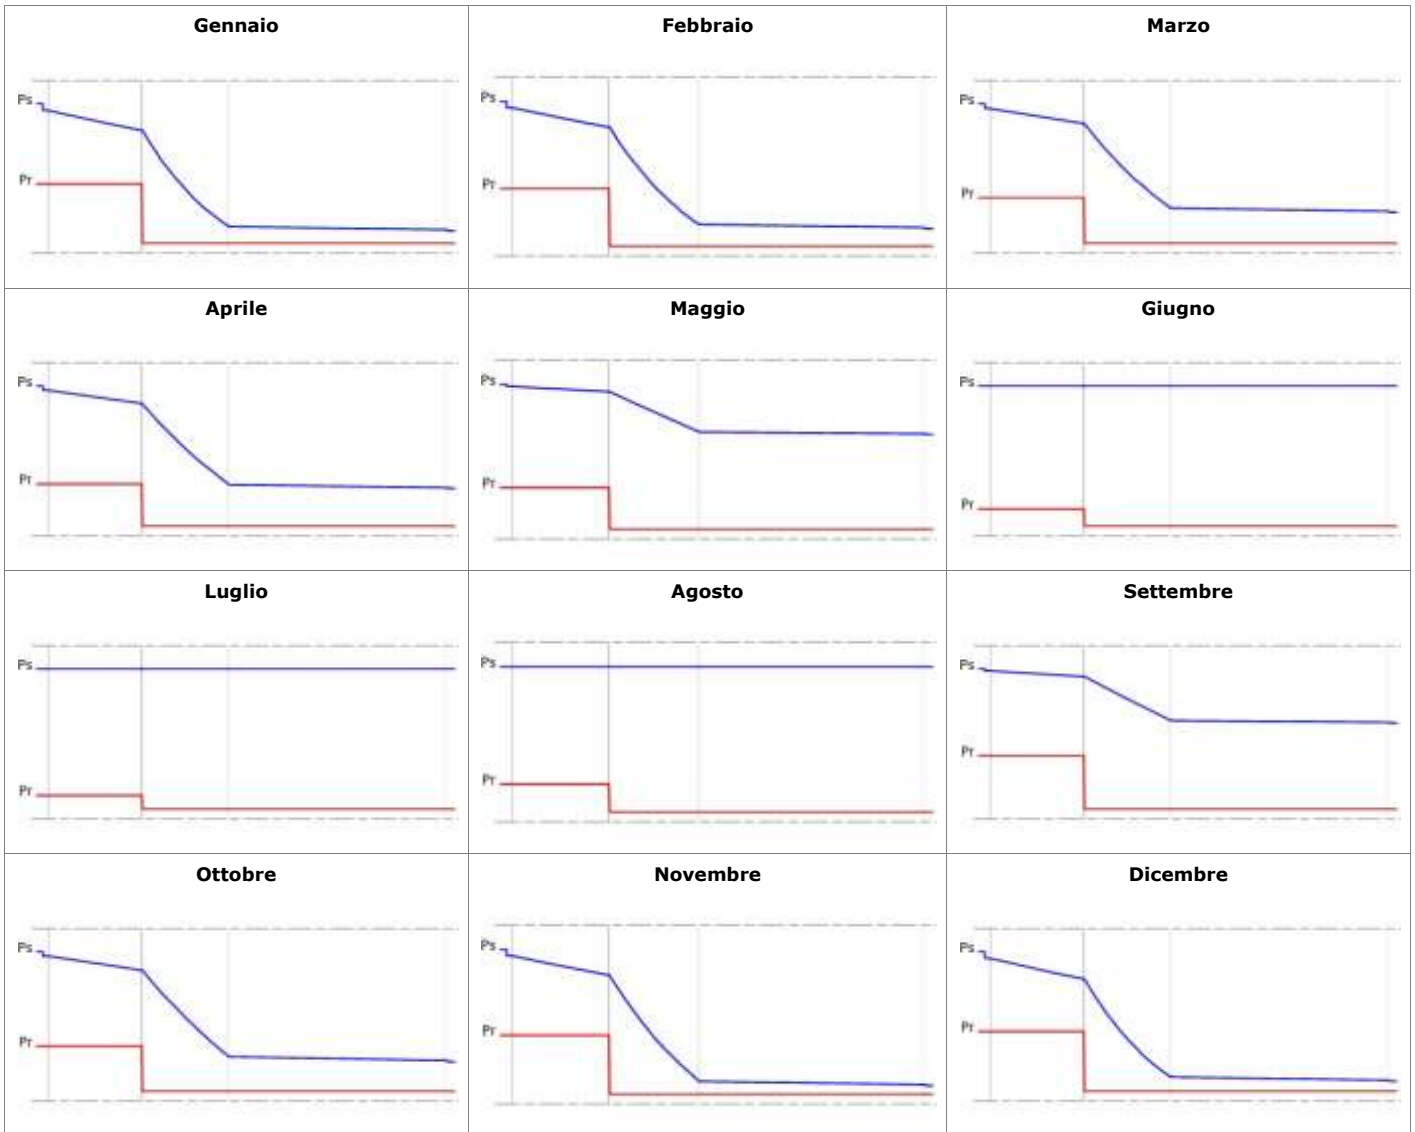 Gennaio
Febbraio
Marzo
Ps
Ps
Ps
Pr
Pr
Pr
Aprile
Maggio
Giugno
Ps
Ps
Ps
Pr
Pr
Pr
Luglio
Agosto
Settembre
Ps
Ps
Ps
Pr
Pr
Pr
Ottobre
Novembre
Dicembre
Ps
Ps
Ps
Pr
Pr
Pr